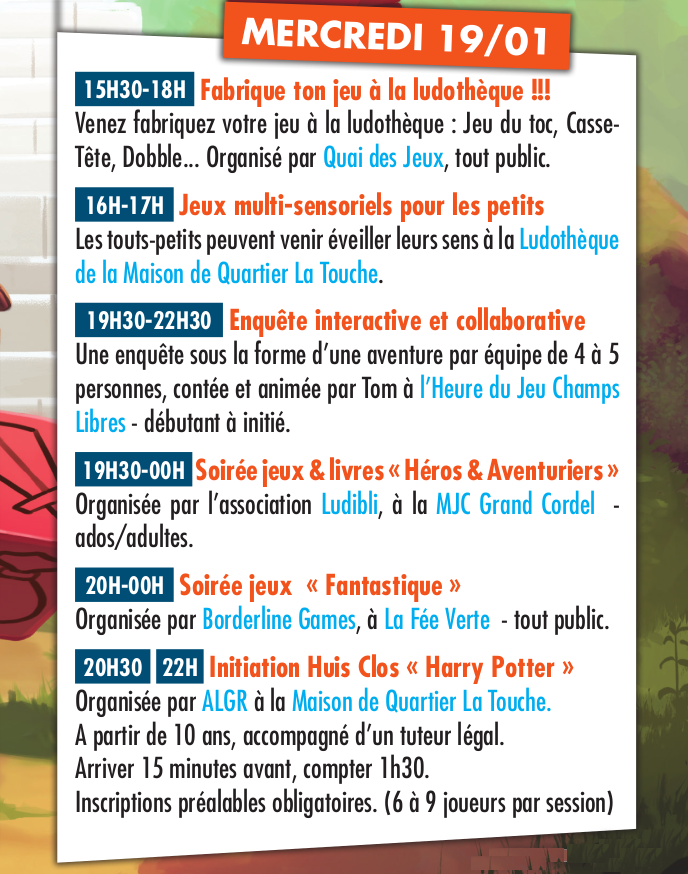 MERCREDI 19/01
15H30-18H Fabrique ton jeu à la ludothèque !!!
Venez fabriquez votre jeu à la ludothèque : Jeu du toc, Casse-
Tête, Dobble... Organisé par Quai des Jeux, tout public.
16H-17H Jeux multi-sensoriels pour les petits
Les touts-petits peuvent venir éveiller leurs sens à la Ludothèque
de la Maison de Quartier La Touche.
19H30-22H30 Enquête interactive et collaborative
Une enquête sous la forme d'une aventure par équipe de 4 à 5
personnes, contée et animée par Tom à l'Heure du Jeu Champs
Libres - débutant à initié.
19H30-00H Soirée jeux & livres « Héros & Aventuriers »
Organisée par l'association Ludibli, à la MJC Grand Cordel -
ados/adultes.
20H-00H Soirée jeux « Fantastique »
Organisée par Borderline Games, à La Fée Verte - tout public.
20H30 22H Initiation Huis Clos « Harry Potter »
Organisée par ALGR à la Maison de Quartier La Touche.
A partir de 10 ans, accompagné d'un tuteur légal.
Arriver 15 minutes avant, compter 1h30.
Inscriptions préalables obligatoires. (6 à 9 joueurs par session)